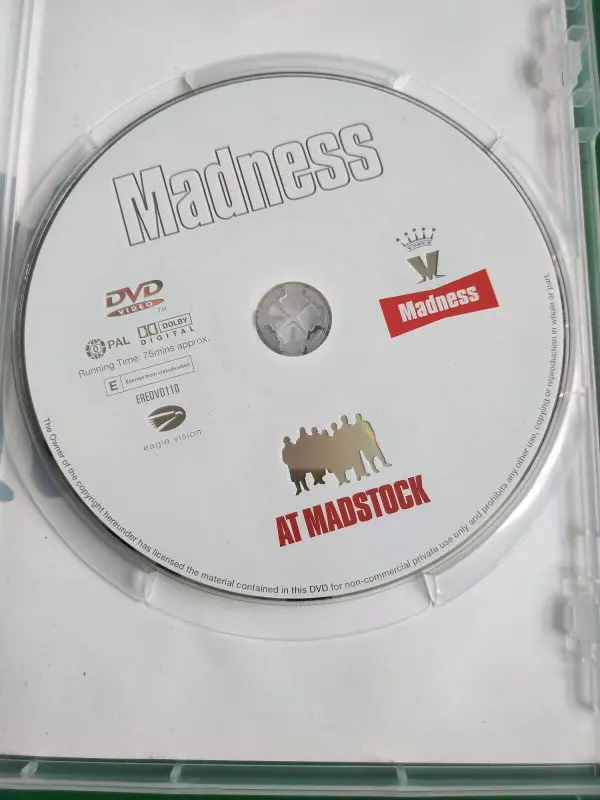 Madness
DVD
VIDEO
TM
PAL
DOLBY
DIGITAL
Running Time: 75mins approx.
E Exempt from classification
EREDVD110
eagle vision
M
Madness
AT MADSTOCK
The Owner of the copyright hereunder has licensed the material contained in this DVD for non-commercial private use only and prohibits any other use, copying or reproduction in whole or part.